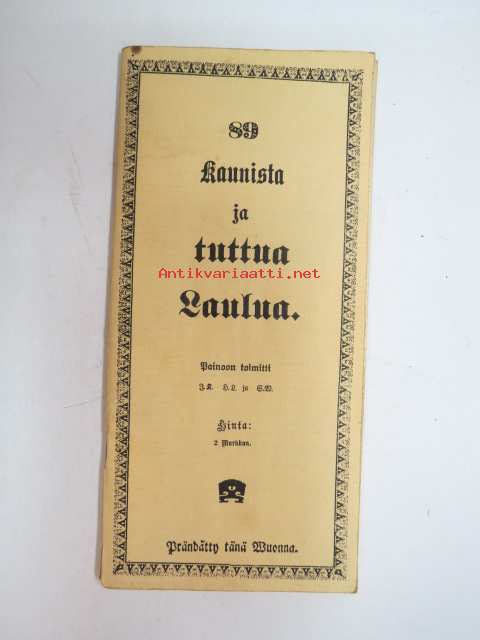 89
Kaunista
ja
tuttua
Antikvariaatti.net
Laulua.
Painoon toimitti
J.K. H.L. ja E.W.
Hinta:
2 Markkaa.
Prändätty tänä Wuonna.